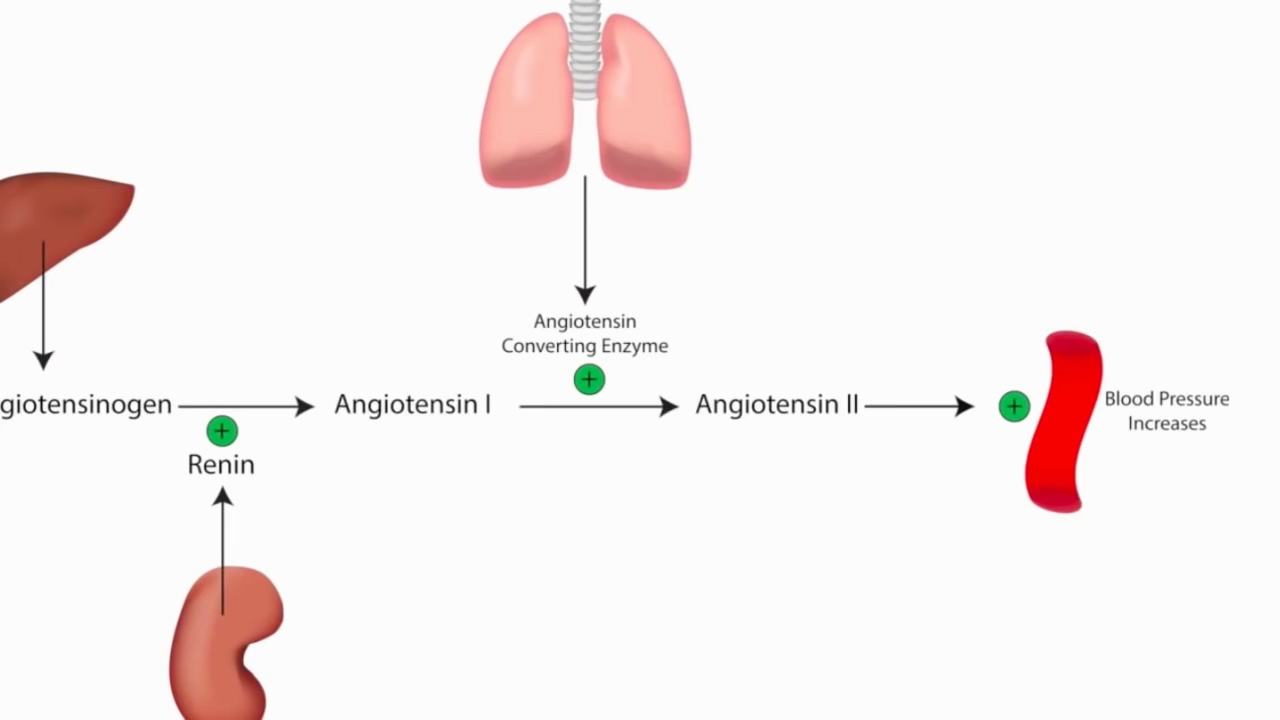 Angiotensin
Converting Enzyme
giotensinogen
Angiotensin I
Angiotensin II
Blood Pressure
Increases
Renin